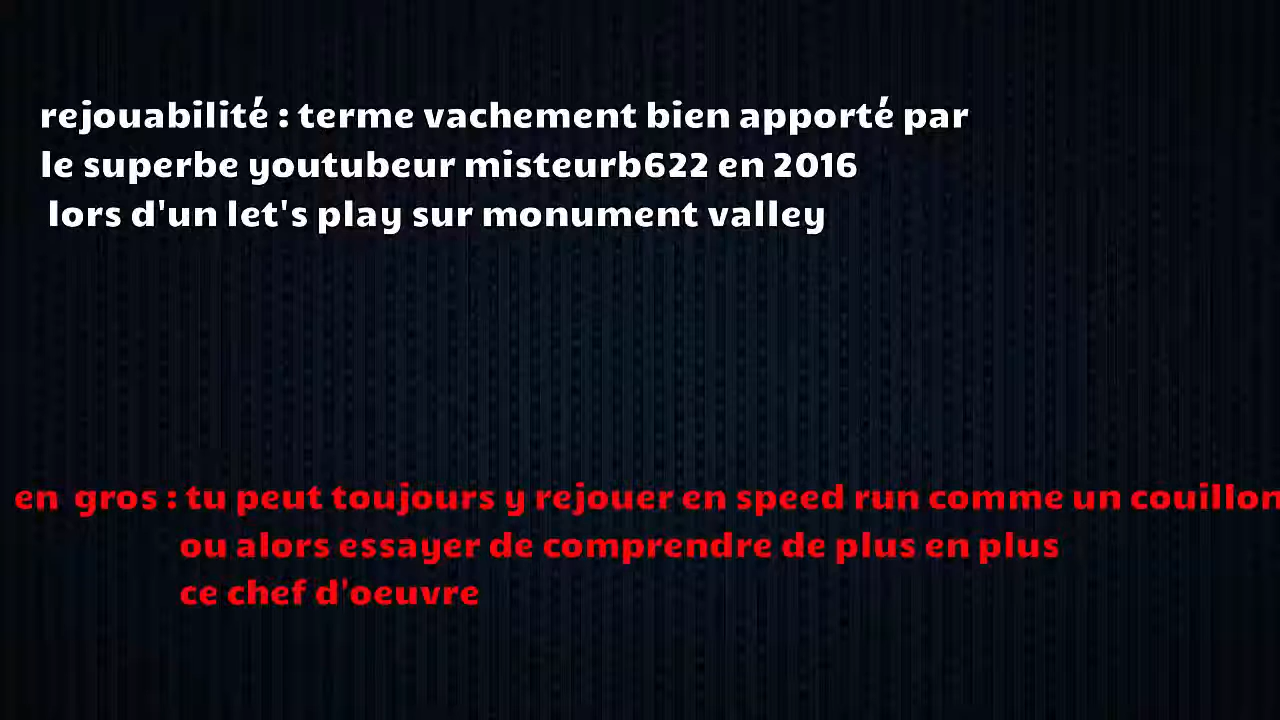 rejouabilité : terme vachement bien apporté par
le superbe youtubeur misteurb622 en 2016
lors d'un let's play sur monument valley
en gros : tu peut toujours y rejouer en speed run comme un couillon
ou alors essayer de comprendre de plus en plus
ce chef d'oeuvre